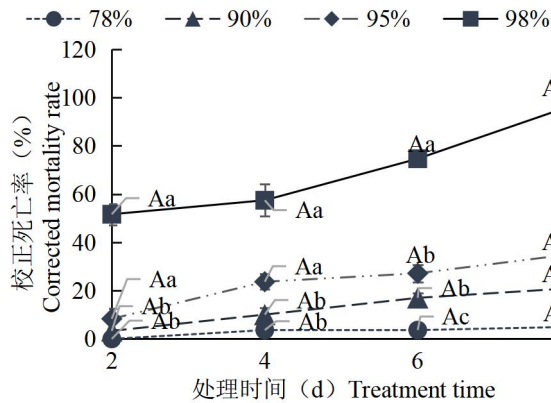 78% 90% 95% 98%
120
100
80
60
40
20
0
校正死亡率（%）
Corrected mortality rate
Aa
Aa
Aa
A
Aa
Aa
Ab
A
Ab
Ab
Ab
A
Ab
Ab
Ac
A
2 4 6
处理时间（d）Treatment time